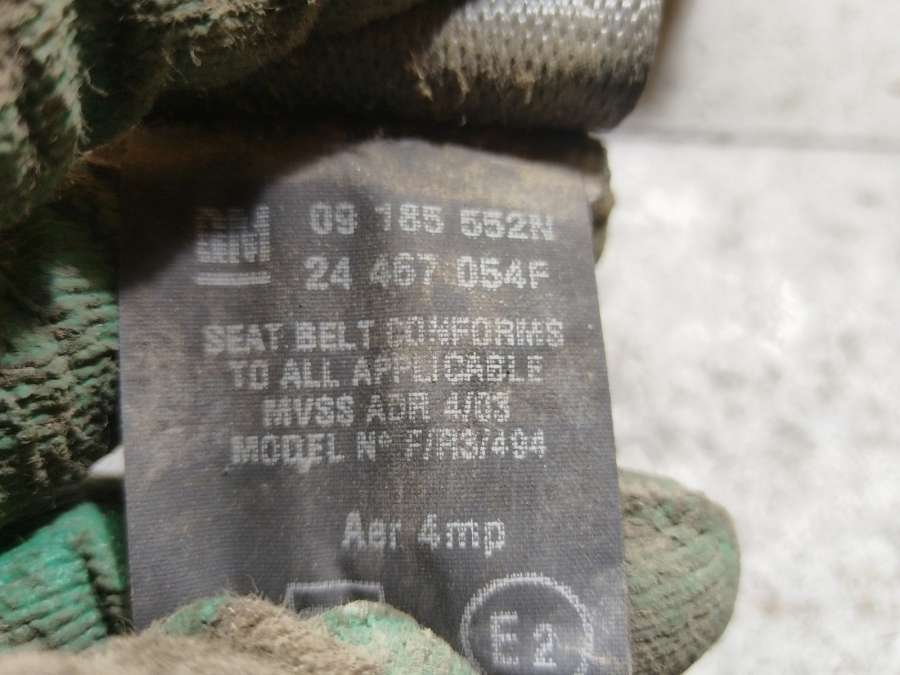 GM 09 185 552N
24 467 054F
SEAT BELT CONFORMS
TO ALL APPLICABLE
MVSS ADR 4/03
MODEL N° F/R3/494
Aer 4mp
E2